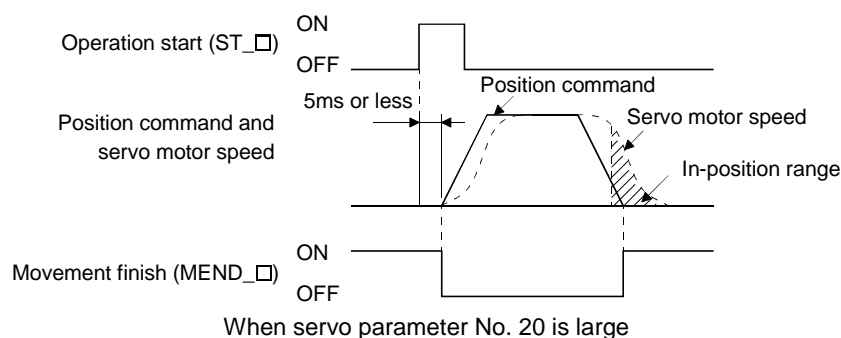 ON
Operation start (ST_□)
OFF
5ms or less
Position command
Position command and
servo motor speed
Servo motor speed
In-position range
ON
Movement finish (MEND_□)
OFF
When servo parameter No. 20 is large